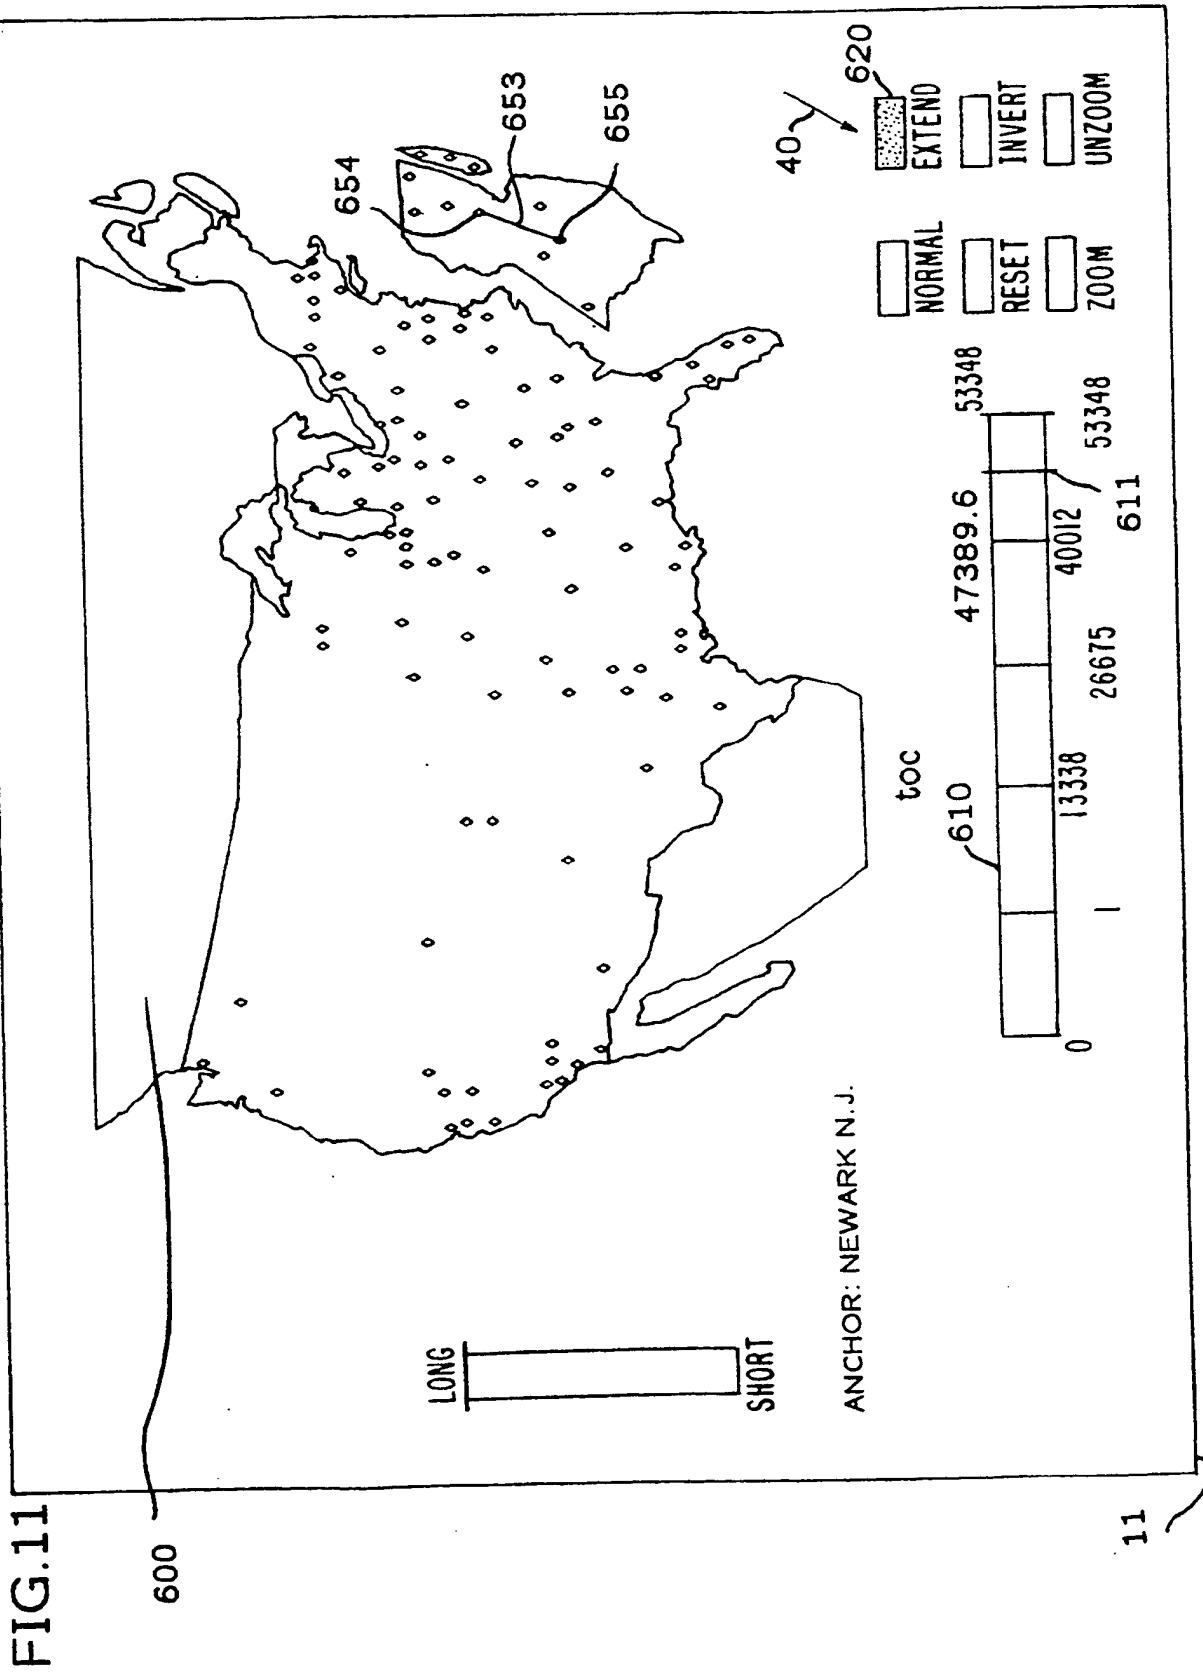 FIG.11
600
654
653
655
LONG
SHORT
ANCHOR: NEWARK N.J.
toc
610
47389.6
53348
0
1
13338
26675
40012
53348
611
40
620
NORMAL
EXTEND
RESET
INVERT
ZOOM
UNZOOM
11